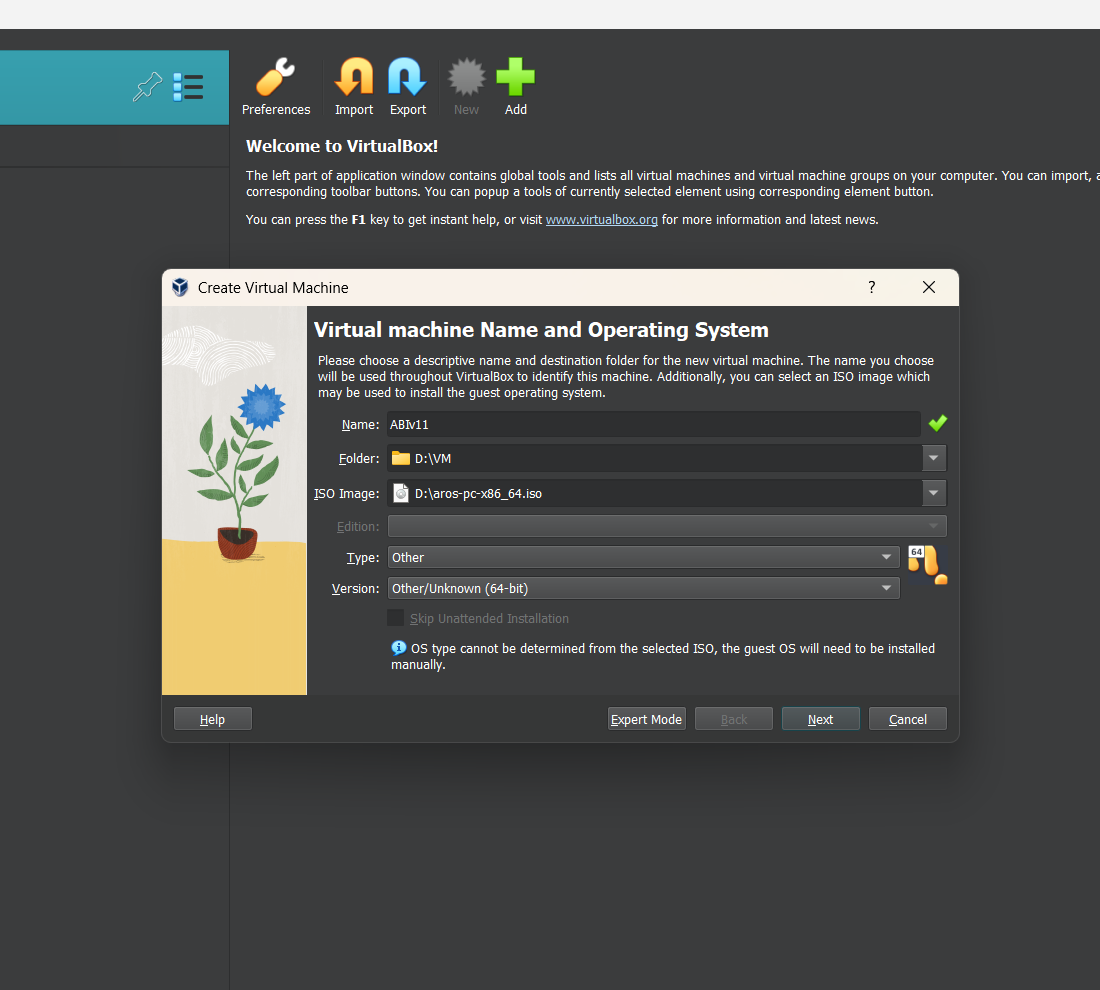 Preferences
Import
Export
New
Add
Welcome to VirtualBox!
The left part of application window contains global tools and lists all virtual machines and virtual machine groups on your computer. You can import, a
corresponding toolbar buttons. You can popup a tools of currently selected element using corresponding element button.
You can press the F1 key to get instant help, or visit www.virtualbox.org for more information and latest news.
Create Virtual Machine
?
Virtual machine Name and Operating System
Please choose a descriptive name and destination folder for the new virtual machine. The name you choose
will be used throughout VirtualBox to identify this machine. Additionally, you can select an ISO image which
may be used to install the guest operating system.
Name: ABIv11
Folder: D:\VM
ISO Image: D:\aros-pc-x86_64.iso
Edition:
Type: Other
64
Version: Other/Unknown (64-bit)
Skip Unattended Installation
OS type cannot be determined from the selected ISO, the guest OS will need to be installed
manually.
Help
Expert Mode
Back
Next
Cancel